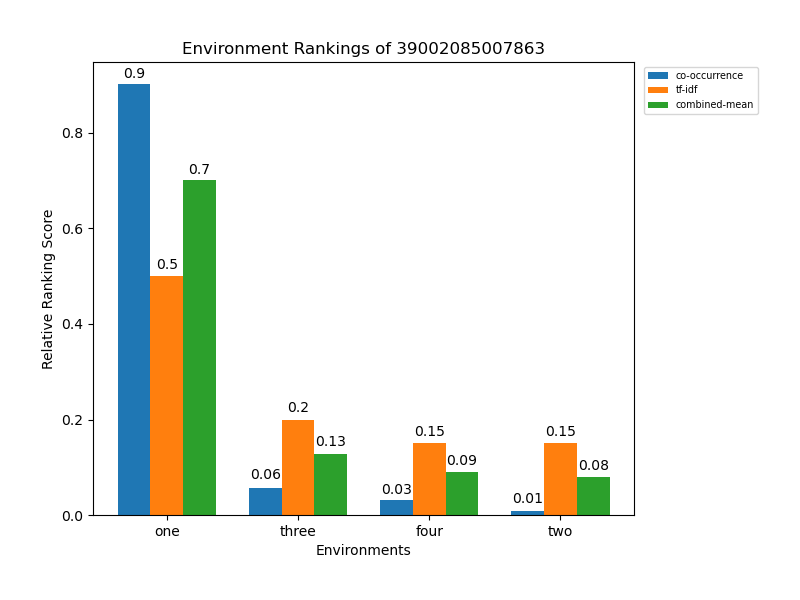 Environment Rankings of 39002085007863
co-occurrence
tf-idf
combined-mean
Relative Ranking Score
0.8
0.6
0.4
0.2
0.0
0.9
0.5
0.7
0.06
0.2
0.13
0.03
0.15
0.09
0.01
0.15
0.08
one three four two
Environments